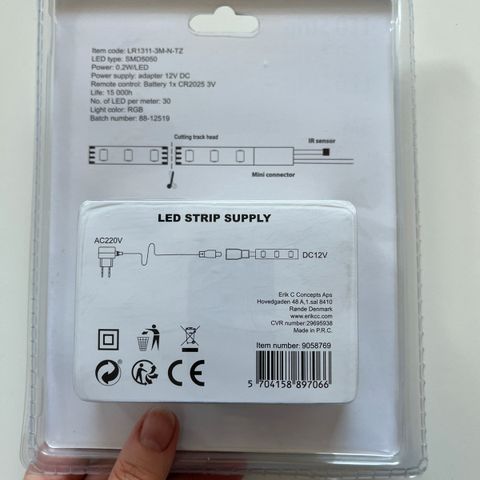 Item code: LR1311-3M-N-TZ
LED type: SMD5050
Power: 0.2W/LED
Power supply: adapter 12V DC
Remote control: Battery 1x CR2025 3V
Life: 15 000h
No. of LED per meter: 30
Light color: RGB
Batch number: 88-12519
Cutting track head
IR sensor
Mini connector
LED STRIP SUPPLY
AC220V
DC12V
Erik C Concepts Aps
Hovedgaden 48 A,1.sal 8410
Rønde Denmark
www.erikcc.com
CVR number:29695938
Made in P.R.C.
Item number: 9058769
CE
5 704158 897066